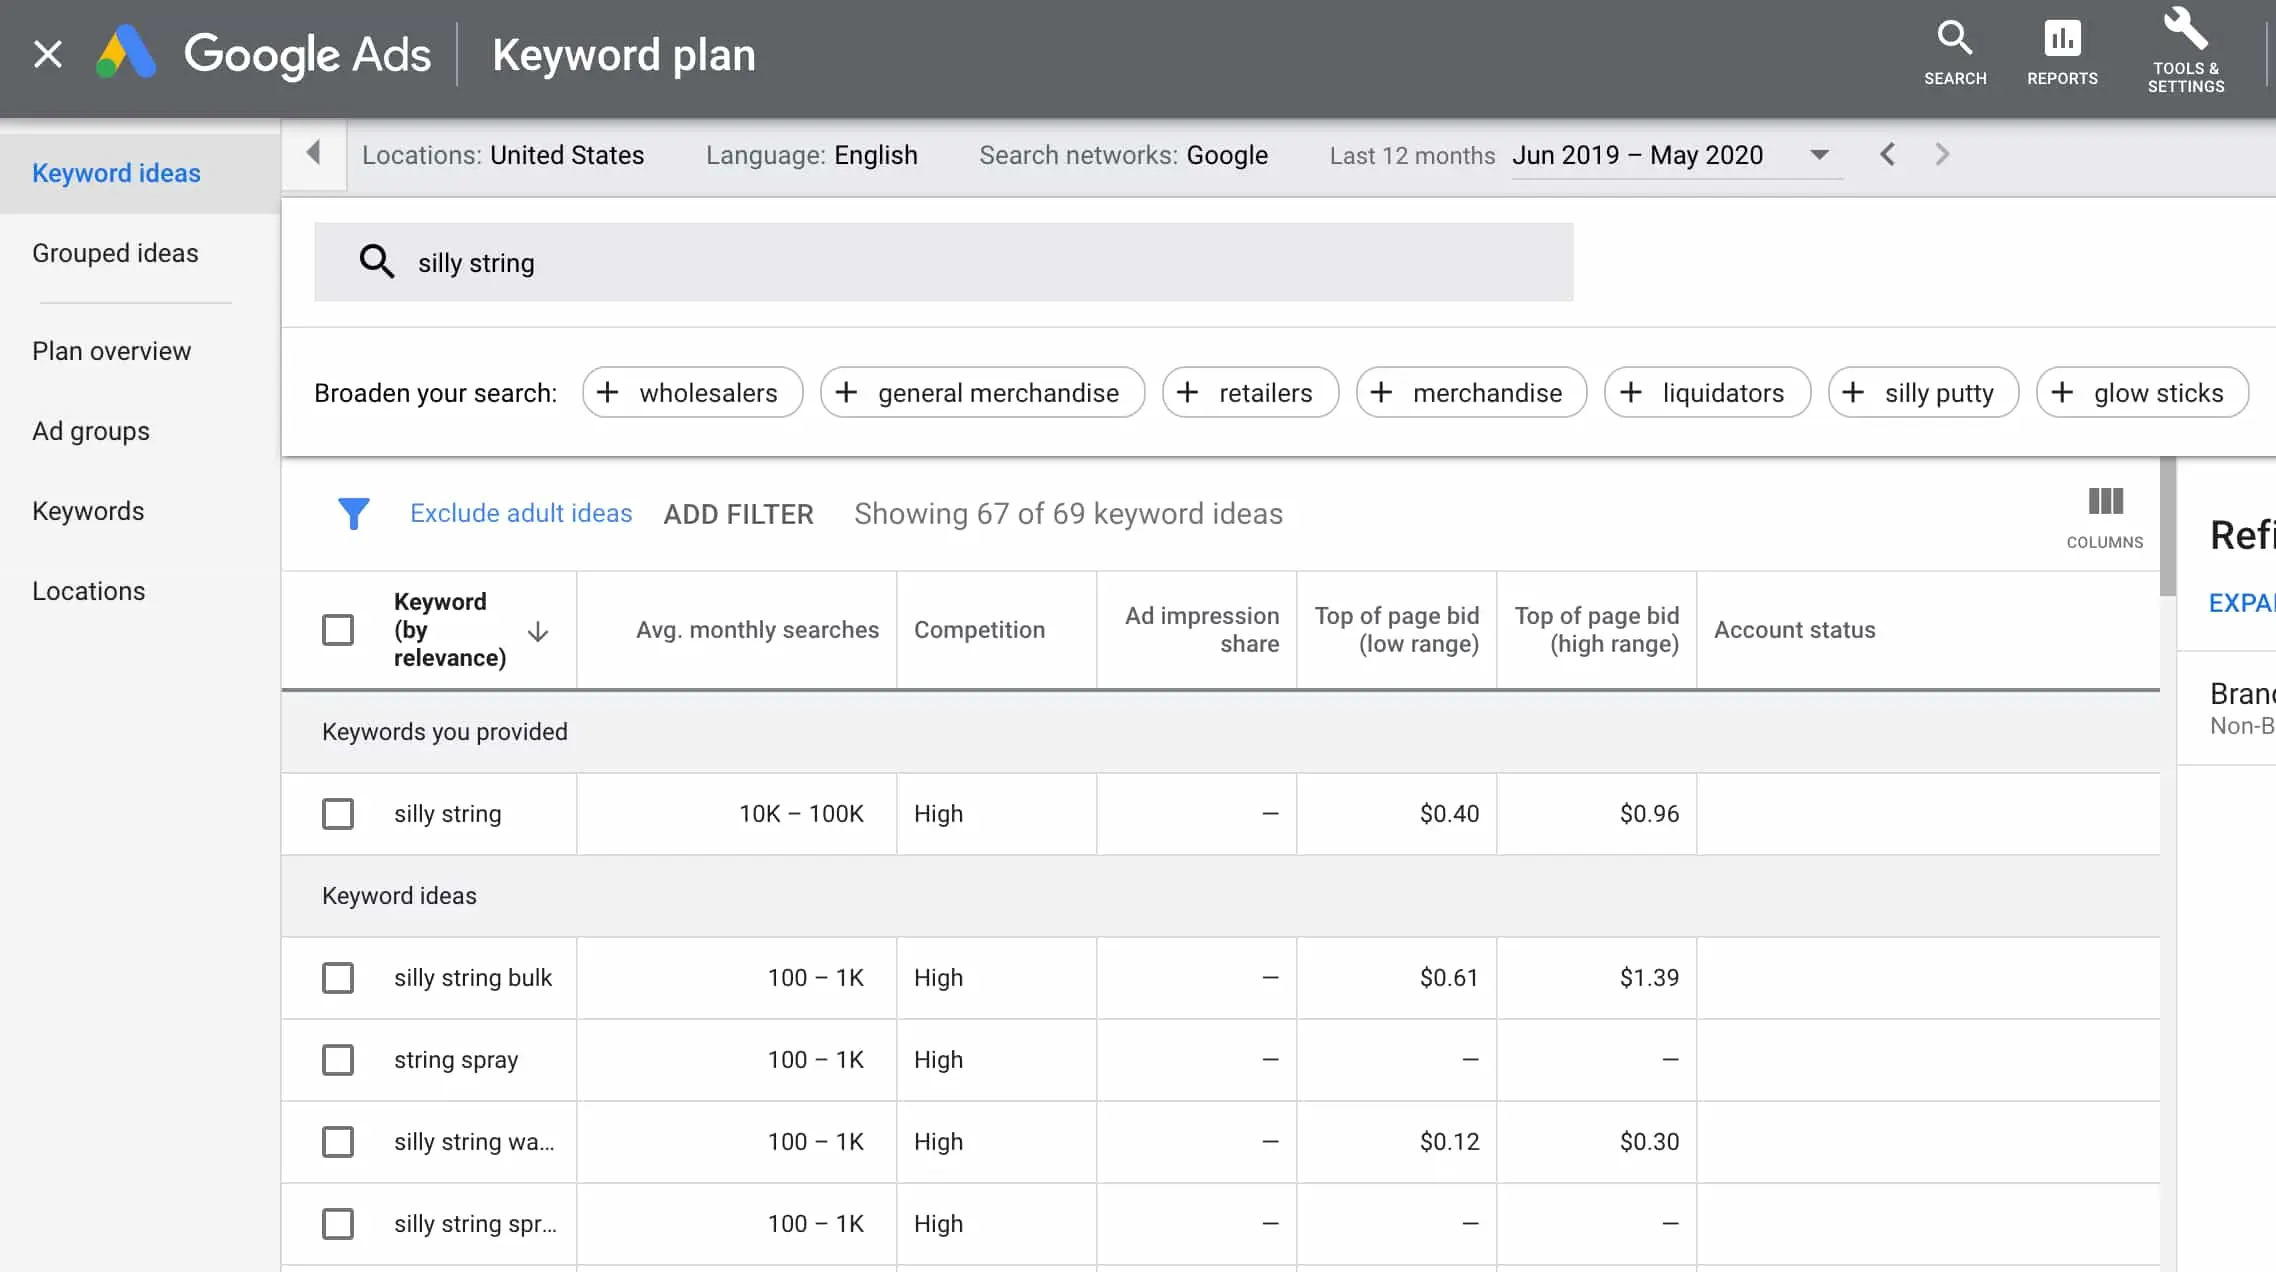 Google Ads Keyword plan
SEARCH
REPORTS
TOOLS &
SETTINGS
Keyword ideas
Grouped ideas
Plan overview
Ad groups
Keywords
Locations
Locations: United States Language: English Search networks: Google Last 12 months Jun 2019 – May 2020
silly string
Broaden your search: + wholesalers + general merchandise + retailers + merchandise + liquidators + silly putty + glow sticks
Exclude adult ideas ADD FILTER Showing 67 of 69 keyword ideas
COLUMNS
Keyword
(by
relevance)
Avg. monthly searches
Competition
Ad impression
share
Top of page bid
(low range)
Top of page bid
(high range)
Account status
Keywords you provided
silly string 10K – 100K High – $0.40 $0.96
Keyword ideas
silly string bulk 100 – 1K High – $0.61 $1.39
string spray 100 – 1K High – – –
silly string wa... 100 – 1K High – $0.12 $0.30
silly string spr... 100 – 1K High – – –
Refi
EXPA
Bran
Non-B